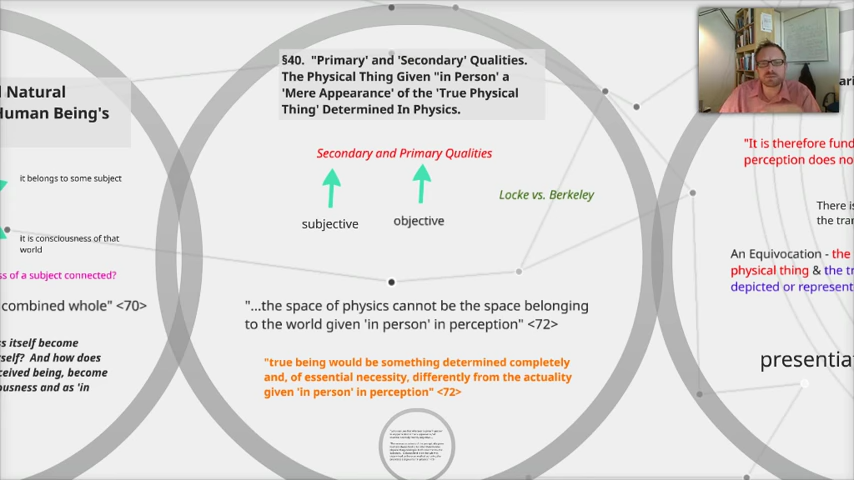 l Natural
Human Being's
it belongs to some subject
it is consciousness of that
world
ss of a subject connected?
combined whole" <70>
ss itself become
self? And how does
ceived being, become
ousness and as 'in
§40. "Primary' and 'Secondary' Qualities.
The Physical Thing Given "in Person' a
'Mere Appearance' of the 'True Physical
Thing' Determined In Physics.
Secondary and Primary Qualities
Locke vs. Berkeley
subjective
objective
"...the space of physics cannot be the space belonging
to the world given 'in person' in perception" <72>
"true being would be something determined completely
and, of essential necessity, differently from the actuality
given 'in person' in perception" <72>
ari
"It is therefore fund
perception does no
There is
the tran
An Equivocation - the
physical thing & the tr
depicted or represent
presentia